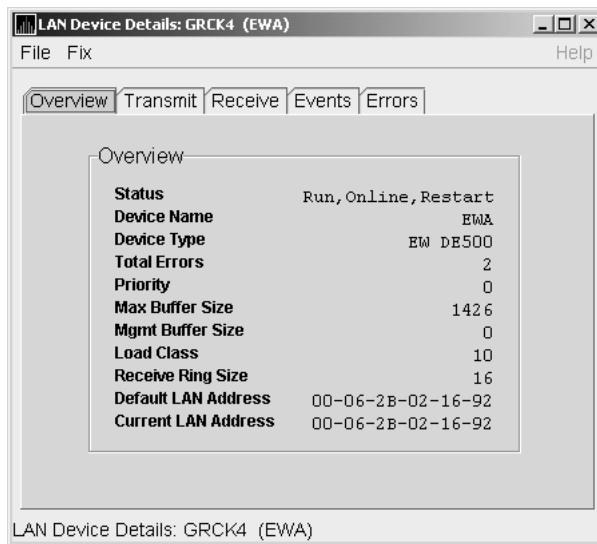 LAN Device Details: GRCK4 (EWA)
File Fix Help
Overview Transmit Receive Events Errors
Overview
Status Run,Online,Restart
Device Name EWA
Device Type EW DE500
Total Errors 2
Priority 0
Max Buffer Size 1426
Mgmt Buffer Size 0
Load Class 10
Receive Ring Size 16
Default LAN Address 00-06-2B-02-16-92
Current LAN Address 00-06-2B-02-16-92
LAN Device Details: GRCK4 (EWA)